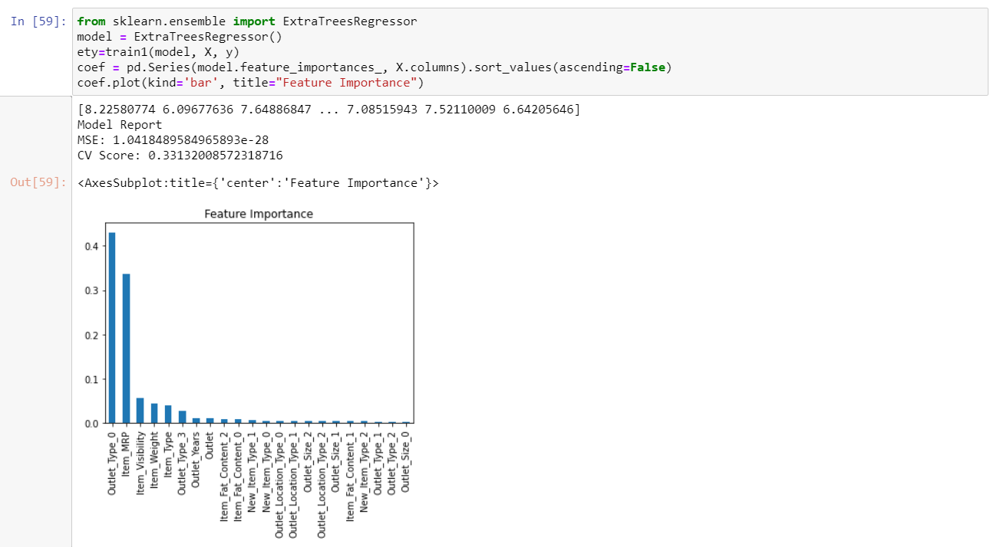 In [59]:
from sklearn.ensemble import ExtraTreesRegressor
model = ExtraTreesRegressor()
ety=train1(model, X, y)
coef = pd.Series(model.feature_importances_, X.columns).sort_values(ascending=False)
coef.plot(kind='bar', title="Feature Importance")
[8.22580774 6.09677636 7.64886847 ... 7.08515943 7.52110009 6.64205646]
Model Report
MSE: 1.0418489584965893e-28
CV Score: 0.33132008572318716
Out[59]:
<AxesSubplot:title={'center':'Feature Importance'}>
Feature Importance
0.4
0.3
0.2
0.1
0.0
Outlet_Type_0
Item_MRP
Item_Visibility
Item_Weight
Item_Type
Outlet_Type_3
Outlet_Years
Outlet
Item_Fat_Content_2
Item_Fat_Content_0
New_Item_Type_1
New_Item_Type_0
Outlet_Location_Type_0
Outlet_Location_Type_1
Outlet_Size_2
Outlet_Location_Type_2
Outlet_Size_1
Item_Fat_Content_1
New_Item_Type_2
Outlet_Type_1
Outlet_Type_2
Outlet_Size_0